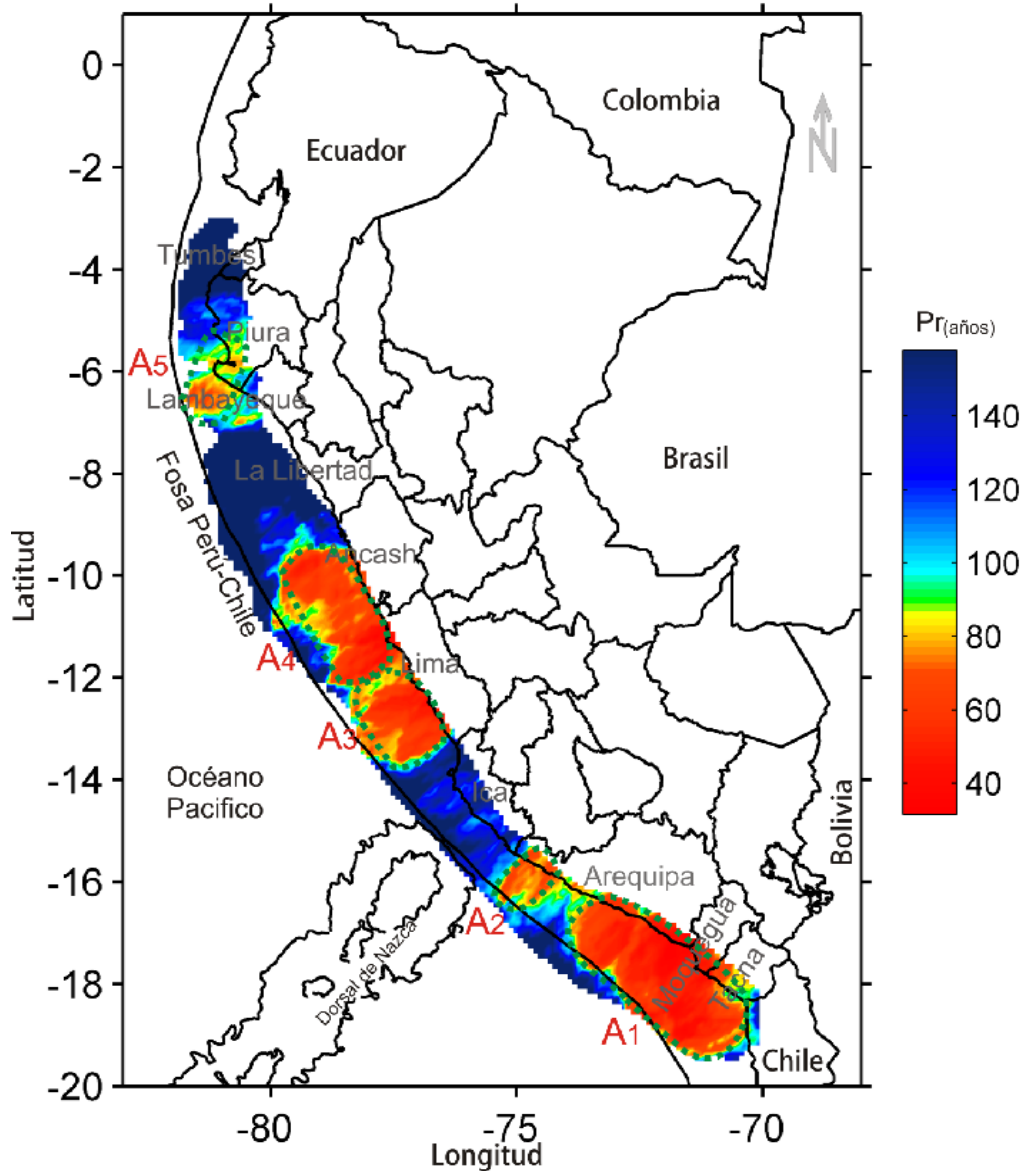 0
Colombia
N
Ecuador
-2
Tumbes
-4
Piura
Pr(años)
A5
-6
Lambayeque
140
Brasil
La Libertad
-8
120
Fosa Perú-Chile
Latitud
Ancash
100
-10
80
A4
Lima
-12
60
A3
40
-14
Océano
Pacifico
Ica
Bolivia
-16
Arequipa
A2
Moquegua
Dorsal de Nazca
Tacna
-18
A1
Chile
-20
-80
-75
-70
Longitud